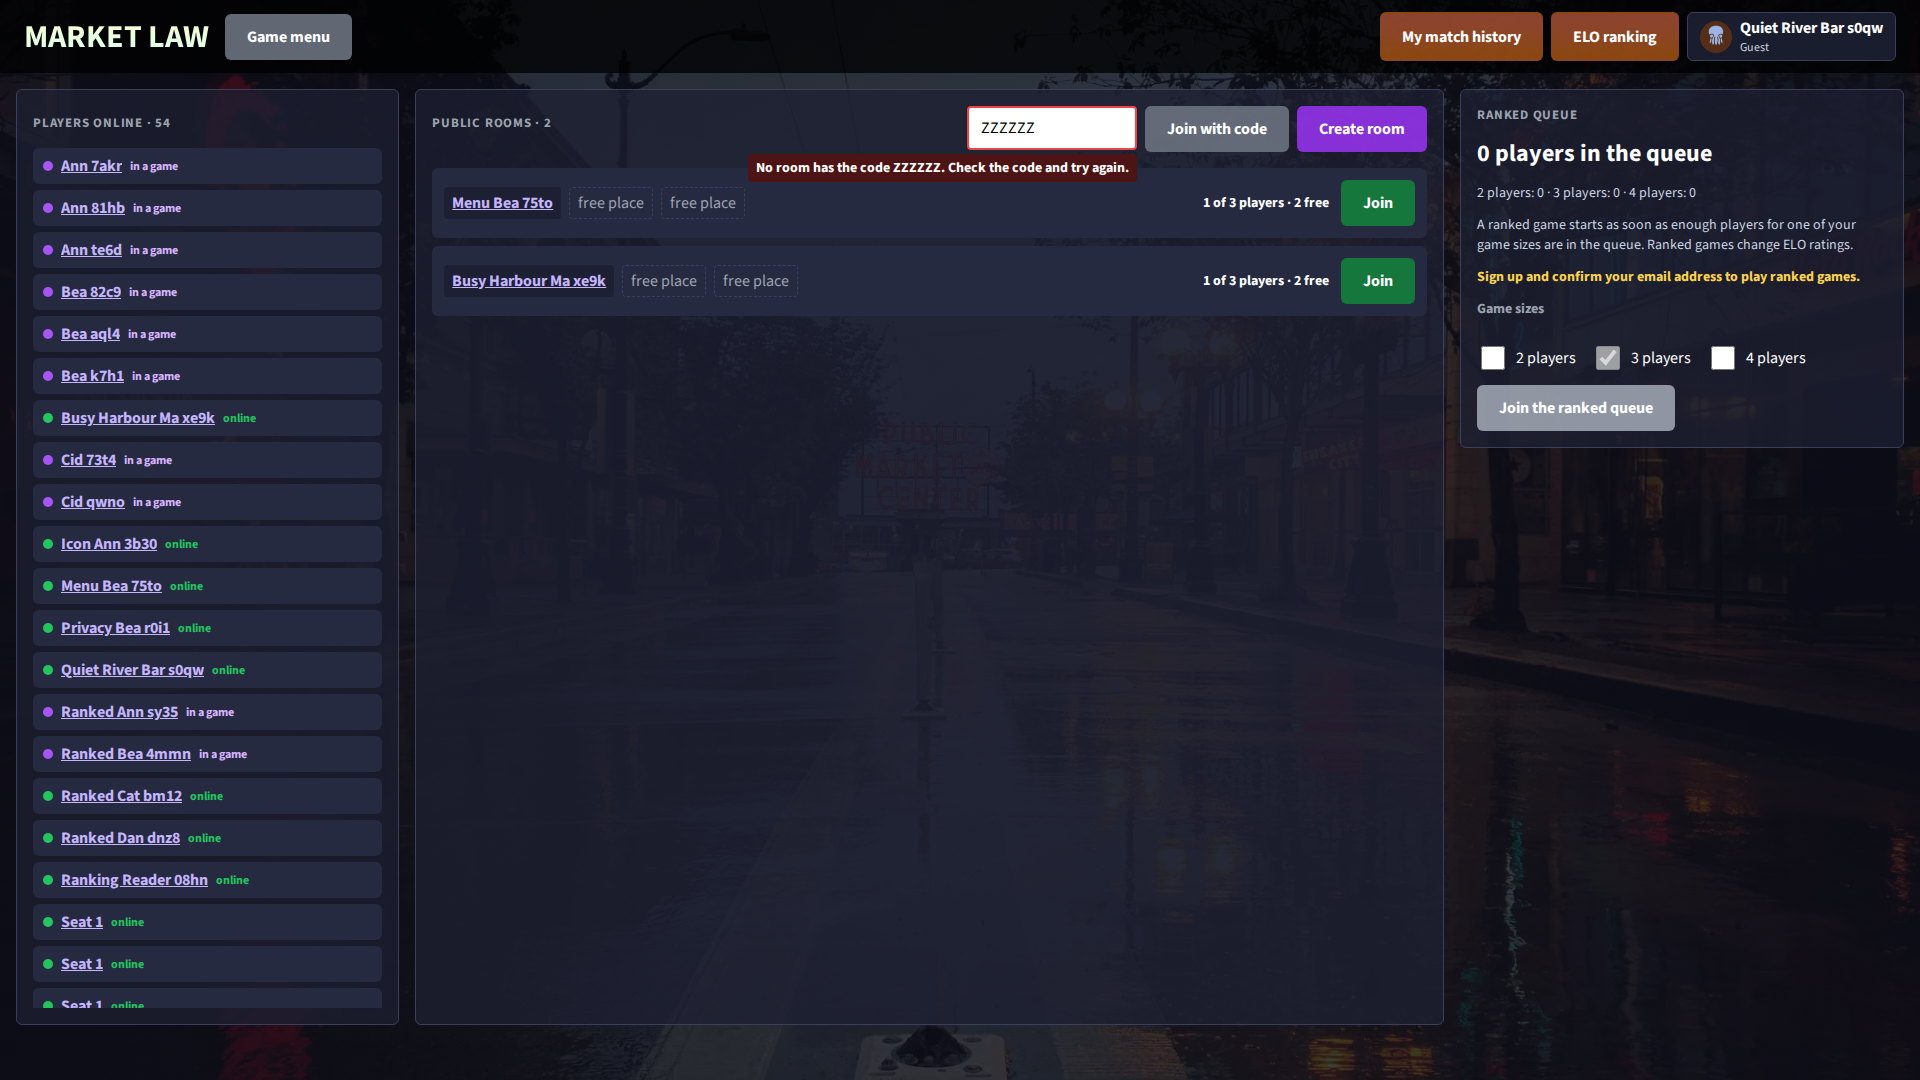 MARKET LAW
Game menu
My match history
ELO ranking
Quiet River Bar s0qw
Guest
PLAYERS ONLINE · 54
Ann 7akr in a game
Ann 81hb in a game
Ann te6d in a game
Bea 82c9 in a game
Bea aql4 in a game
Bea k7h1 in a game
Busy Harbour Ma xe9k online
Cid 73t4 in a game
Cid qwno in a game
Icon Ann 3b30 online
Menu Bea 75to online
Privacy Bea r0i1 online
Quiet River Bar s0qw online
Ranked Ann sy35 in a game
Ranked Bea 4mmn in a game
Ranked Cat bm12 online
Ranked Dan dnz8 online
Ranking Reader 08hn online
Seat 1 online
Seat 1 online
Seat 1 online
PUBLIC ROOMS · 2
ZZZZZZ
Join with code
Create room
No room has the code ZZZZZZ. Check the code and try again.
Menu Bea 75to free place free place 1 of 3 players · 2 free Join
Busy Harbour Ma xe9k free place free place 1 of 3 players · 2 free Join
RANKED QUEUE
0 players in the queue
2 players: 0 · 3 players: 0 · 4 players: 0
A ranked game starts as soon as enough players for one of your
game sizes are in the queue. Ranked games change ELO ratings.
Sign up and confirm your email address to play ranked games.
Game sizes
2 players 3 players 4 players
Join the ranked queue